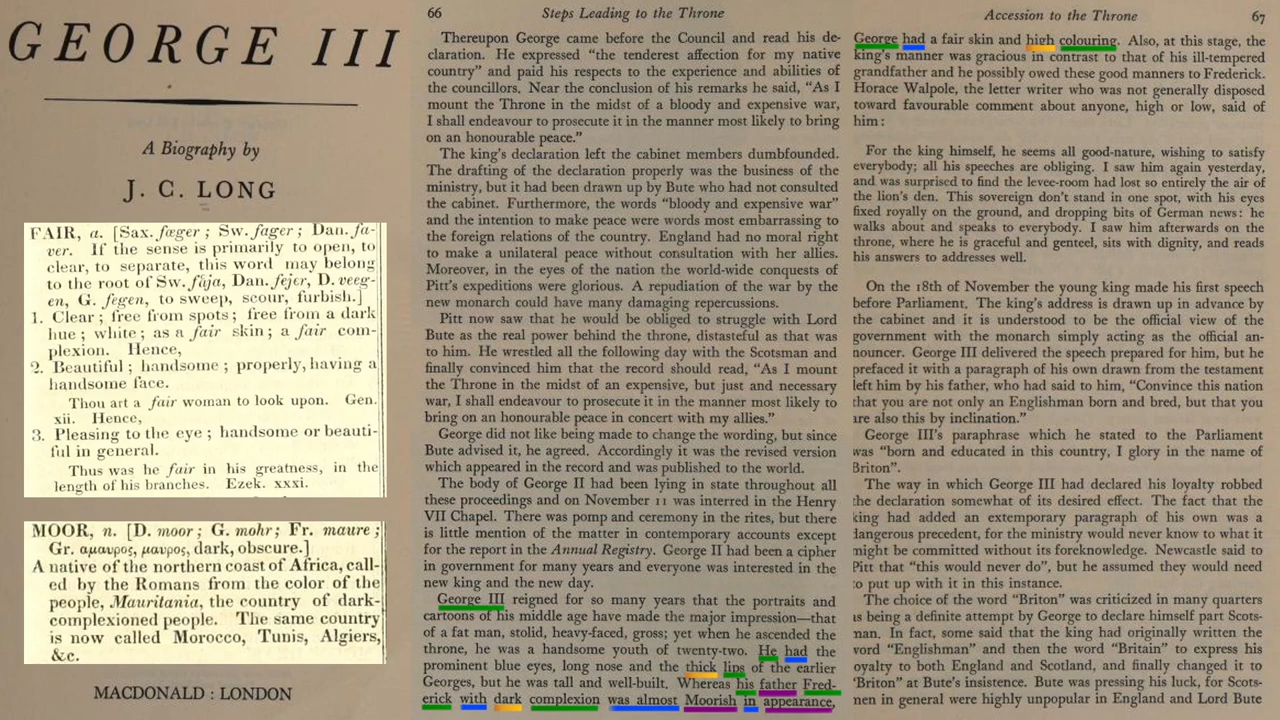 GEORGE III
A Biography by
J. C. LONG
FAIR, a. [Sax. fæger; Sw. fager; Dan. fa-
ver. If the sense is primarily to open, to
clear, to separate, this word may belong
to the root of Sw. fäja, Dan. fejer, D. veeg-
en, G. fegen, to sweep, scour, furbish.]
1. Clear; free from spots; free from a dark
hue; white; as a fair skin; a fair com-
plexion. Hence,
2. Beautiful; handsome; properly, having a
handsome face.
Thou art a fair woman to look upon. Gen.
xii. Hence,
3. Pleasing to the eye; handsome or beauti-
ful in general.
Thus was he fair in his greatness, in the
length of his branches. Ezek. xxxi.
MOOR, n. [D. moor; G. mohr; Fr. maure;
Gr. αμαυρος, μαυρος, dark, obscure.]
A native of the northern coast of Africa, call-
ed by the Romans from the color of the
people, Mauritania, the country of dark-
complexioned people. The same country
is now called Morocco, Tunis, Algiers,
&c.
MACDONALD : LONDON
66 Steps Leading to the Throne
Thereupon George came before the Council and read his de-
claration. He expressed “the tenderest affection for my native
country” and paid his respects to the experience and abilities of
the councillors. Near the conclusion of his remarks he said, “As I
mount the Throne in the midst of a bloody and expensive war,
I shall endeavour to prosecute it in the manner most likely to bring
on an honourable peace.”
The king's declaration left the cabinet members dumbfounded.
The drafting of the declaration properly was the business of the
ministry, but it had been drawn up by Bute who had not consulted
the cabinet. Furthermore, the words “bloody and expensive war”
and the intention to make peace were words most embarrassing to
the foreign relations of the country. England had no moral right
to make a unilateral peace without consultation with her allies.
Moreover, in the eyes of the nation the world-wide conquests of
Pitt's expeditions were glorious. A repudiation of the war by the
new monarch could have many damaging repercussions.
Pitt now saw that he would be obliged to struggle with Lord
Bute as the real power behind the throne, distasteful as that was
to him. He wrestled all the following day with the Scotsman and
finally convinced him that the record should read, “As I mount
the Throne in the midst of an expensive, but just and necessary
war, I shall endeavour to prosecute it in the manner most likely to
bring on an honourable peace in concert with my allies.”
George did not like being made to change the wording, but since
Bute advised it, he agreed. Accordingly it was the revised version
which appeared in the record and was published to the world.
The body of George II had been lying in state throughout all
these proceedings and on November 11 was interred in the Henry
VII Chapel. There was pomp and ceremony in the rites, but there
is little mention of the matter in contemporary accounts except
for the report in the Annual Registry. George II had been a cipher
in government for many years and everyone was interested in the
new king and the new day.
George III reigned for so many years that the portraits and
cartoons of his middle age have made the major impression—that
of a fat man, stolid, heavy-faced, gross; yet when he ascended the
throne, he was a handsome youth of twenty-two. He had the
prominent blue eyes, long nose and the thick lips of the earlier
Georges, but he was tall and well-built. Whereas his father Fred-
erick with dark complexion was almost Moorish in appearance,
Accession to the Throne 67
George had a fair skin and high colouring. Also, at this stage, the
king's manner was gracious in contrast to that of his ill-tempered
grandfather and he possibly owed these good manners to Frederick.
Horace Walpole, the letter writer who was not generally disposed
toward favourable comment about anyone, high or low, said of
him:
For the king himself, he seems all good-nature, wishing to satisfy
everybody; all his speeches are obliging. I saw him again yesterday,
and was surprised to find the levee-room had lost so entirely the air of
the lion's den. This sovereign don't stand in one spot, with his eyes
fixed royally on the ground, and dropping bits of German news: he
walks about and speaks to everybody. I saw him afterwards on the
throne, where he is graceful and genteel, sits with dignity, and reads
his answers to addresses well.
On the 18th of November the young king made his first speech
before Parliament. The king's address is drawn up in advance by
the cabinet and it is understood to be the official view of the
government with the monarch simply acting as the official an-
nouncer. George III delivered the speech prepared for him, but he
prefaced it with a paragraph of his own drawn from the testament
left him by his father, who had said to him, “Convince this nation
that you are not only an Englishman born and bred, but that you
are also this by inclination.”
George III's paraphrase which he stated to the Parliament
was “born and educated in this country, I glory in the name of
Briton”.
The way in which George III had declared his loyalty robbed
the declaration somewhat of its desired effect. The fact that the
king had added an extemporary paragraph of his own was a
dangerous precedent, for the ministry would never know to what it
might be committed without its foreknowledge. Newcastle said to
Pitt that “this would never do”, but he assumed they would need
to put up with it in this instance.
The choice of the word “Briton” was criticized in many quarters
as being a definite attempt by George to declare himself part Scots-
man. In fact, some said that the king had originally written the
word “Englishman” and then the word “Britain” to express his
loyalty to both England and Scotland, and finally changed it to
“Briton” at Bute's insistence. Bute was pressing his luck, for Scots-
men in general were highly unpopular in England and Lord Bute